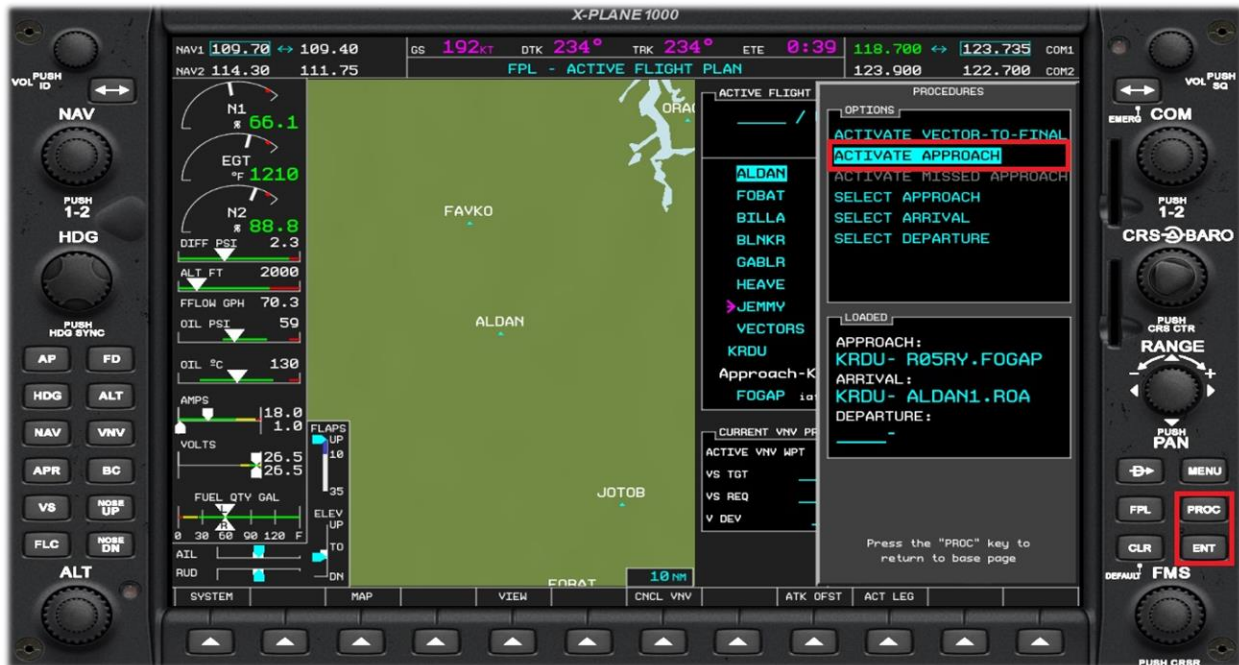 X-PLANE 1000
NAV1 109.70 ↔ 109.40
NAV2 114.30 111.75
GS 192KT DTK 234° TRK 234° ETE 0:39
FPL - ACTIVE FLIGHT PLAN
118.700 ↔ 123.735 COM1
123.900 122.700 COM2
VOL PUSH ID
NAV
PUSH 1-2
HDG
PUSH HDG SYNC
AP FD
HDG ALT
NAV VNV
APR BC
VS NOSE UP
FLC NOSE DN
ALT
N1
% 66.1
EGT
°F 1210
N2
% 88.8
DIFF PSI 2.3
ALT FT 2000
FFLOW GPH 70.3
OIL PSI 59
OIL °C 130
AMPS
18.0
1.0
VOLTS
26.5
26.5
FUEL QTY GAL
L
R
0 30 60 90 120 F
AIL
RUD
FLAPS
UP
10
35
ELEV
UP
TO
DN
ORA
FAVKO
ALDAN
JOTOB
FOBAT
10 NM
ACTIVE FLIGHT
_____ /
ALDAN
FOBAT
BILLA
BLNKR
GABLR
HEAVE
JEMMY
VECTORS
KRDU
Approach-K
FOGAP ia
CURRENT VNV PR
ACTIVE VNV WPT
VS TGT __
VS REQ __
V DEV _
PROCEDURES
OPTIONS
ACTIVATE VECTOR-TO-FINAL
ACTIVATE APPROACH
ACTIVATE MISSED APPROACH
SELECT APPROACH
SELECT ARRIVAL
SELECT DEPARTURE
LOADED
APPROACH:
KRDU- R05RY.FOGAP
ARRIVAL:
KRDU- ALDAN1.ROA
DEPARTURE:
____-
Press the "PROC" key to
return to base page
SYSTEM MAP VIEW CNCL VNV ATK OFST ACT LEG
VOL PUSH SQ
EMERG COM
PUSH 1-2
CRS BARO
PUSH CRS CTR
RANGE
- +
PUSH PAN
D MENU
FPL PROC
CLR ENT
DEFAULT FMS
PUSH CRSR